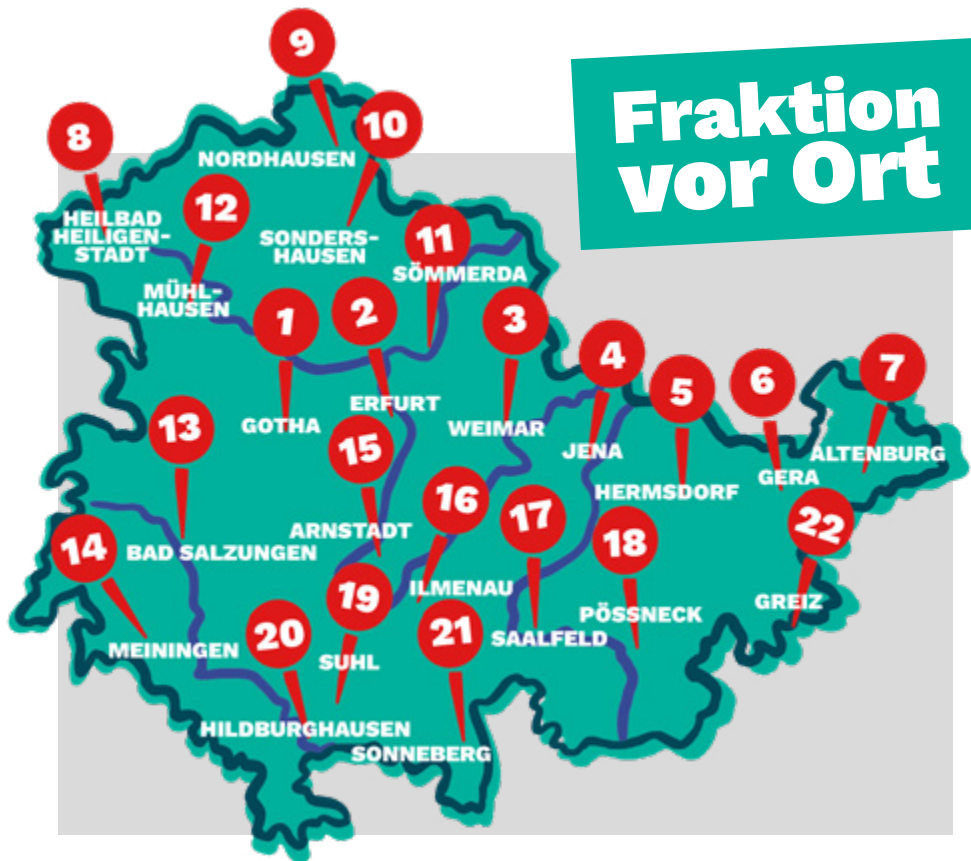 Fraktion
vor Ort
9
NORDHAUSEN
10
SONDERS-
HAUSEN
8
HEILBAD
HEILIGEN-
STADT
12
MÜHL-
HAUSEN
11
SÖMMERDA
1
GOTHA
2
ERFURT
3
WEIMAR
4
JENA
5
HERMSDORF
6
GERA
7
ALTENBURG
13
BAD SALZUNGEN
15
ARNSTADT
16
ILMENAU
17
SAALFELD
18
PÖSSNECK
22
GREIZ
14
MEININGEN
19
SUHL
20
HILDBURGHAUSEN
21
SONNEBERG